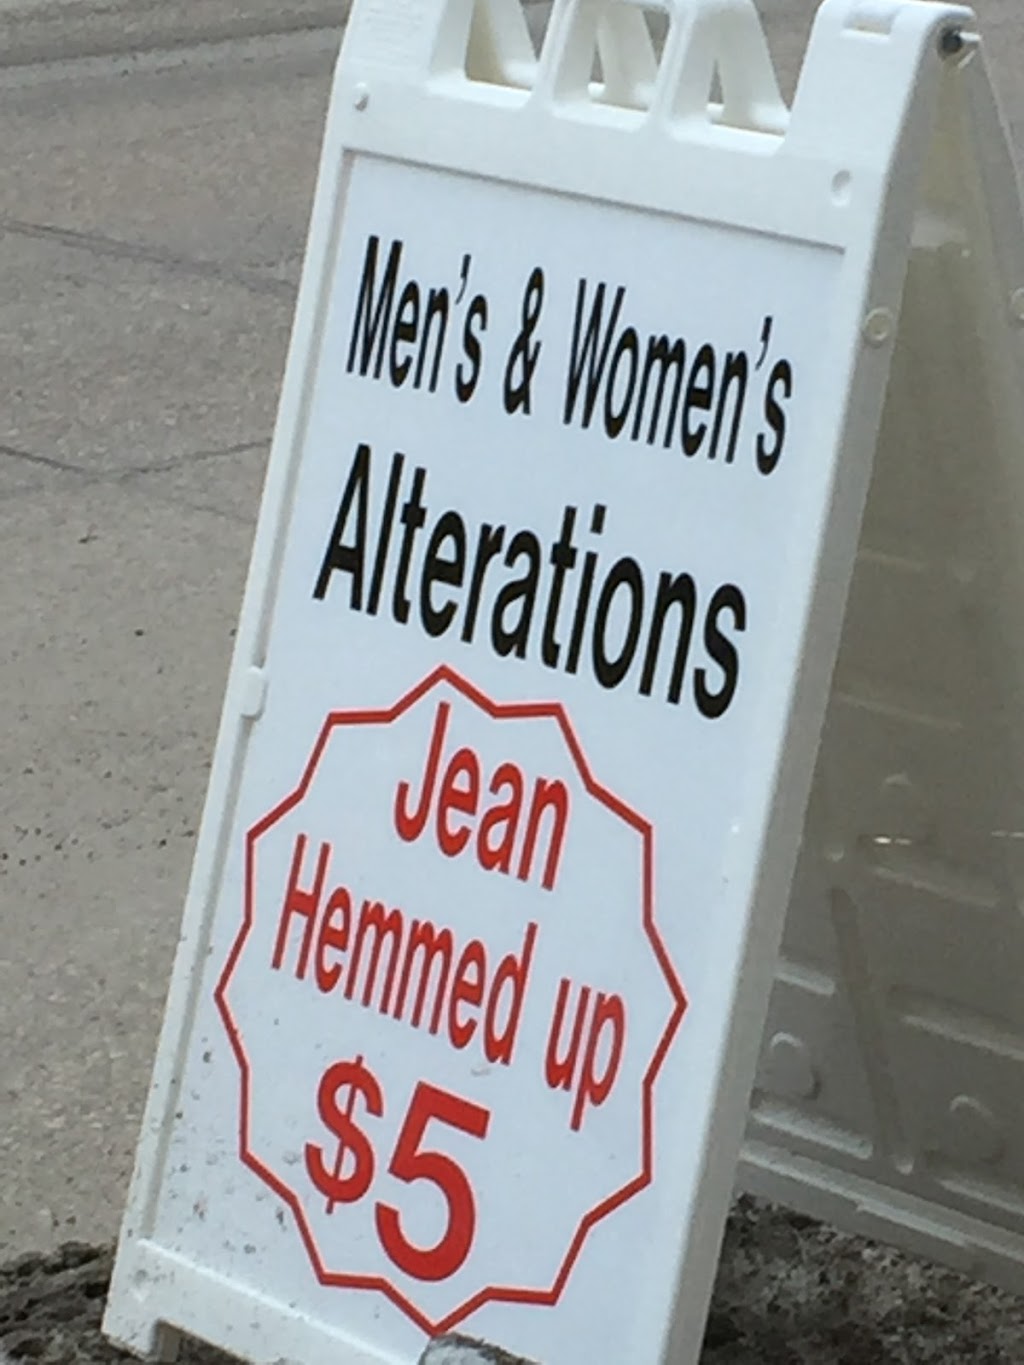 Men's & Women's
Alterations
Jean
Hemmed up
$5